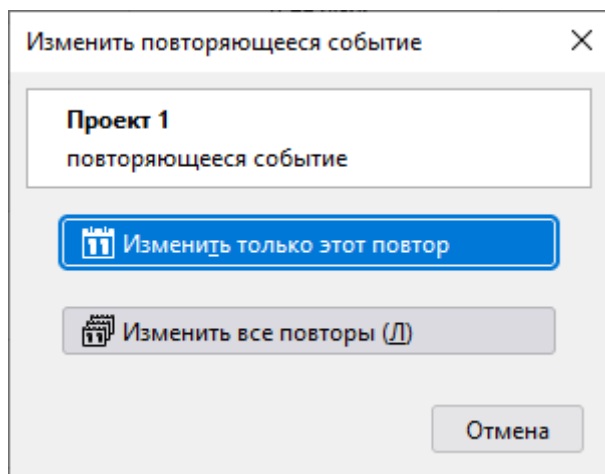 Изменить повторяющееся событие
Проект 1
повторяющееся событие
Изменить только этот повтор
Изменить все повторы (Л)
Отмена